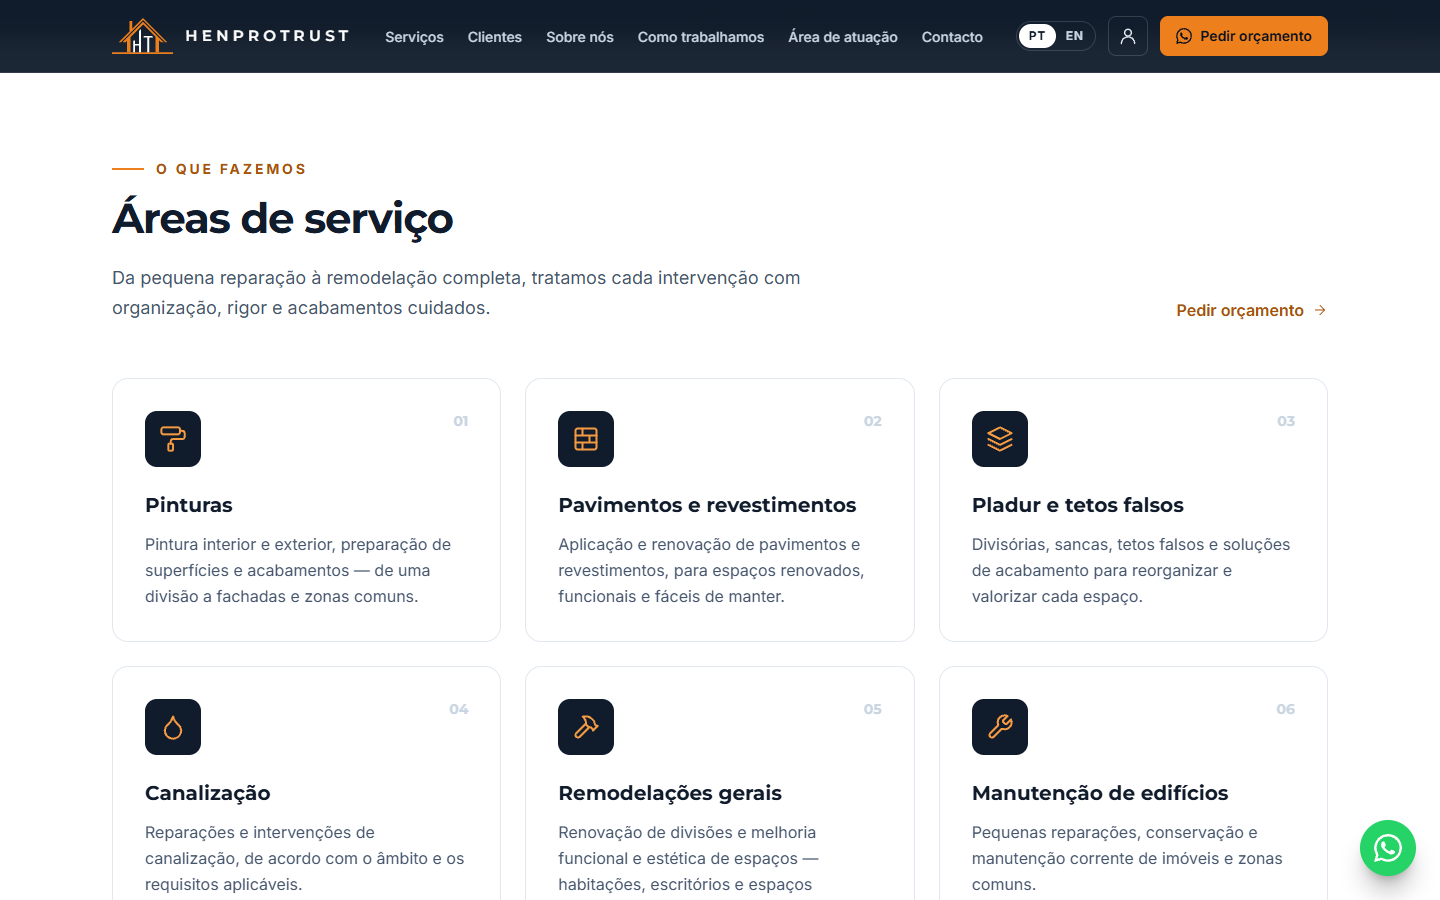 HT HENPROTRUST Serviços Clientes Sobre nós Como trabalhamos Área de atuação Contacto PT EN Pedir orçamento
O QUE FAZEMOS
Áreas de serviço
Da pequena reparação à remodelação completa, tratamos cada intervenção com
organização, rigor e acabamentos cuidados.
Pedir orçamento
01
Pinturas
Pintura interior e exterior, preparação de
superfícies e acabamentos — de uma
divisão a fachadas e zonas comuns.
02
Pavimentos e revestimentos
Aplicação e renovação de pavimentos e
revestimentos, para espaços renovados,
funcionais e fáceis de manter.
03
Pladur e tetos falsos
Divisórias, sancas, tetos falsos e soluções
de acabamento para reorganizar e
valorizar cada espaço.
04
Canalização
Reparações e intervenções de
canalização, de acordo com o âmbito e os
requisitos aplicáveis.
05
Remodelações gerais
Renovação de divisões e melhoria
funcional e estética de espaços —
habitações, escritórios e espaços
06
Manutenção de edifícios
Pequenas reparações, conservação e
manutenção corrente de imóveis e zonas
comuns.